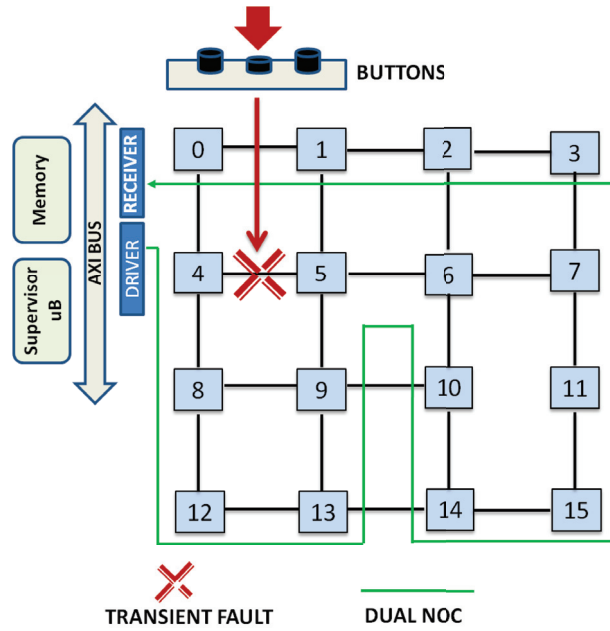 BUTTONS
Memory
Supervisor
uB
AXI BUS
RECEIVER
DRIVER
0
1
2
3
4
5
6
7
8
9
10
11
12
13
14
15
TRANSIENT FAULT
DUAL NOC